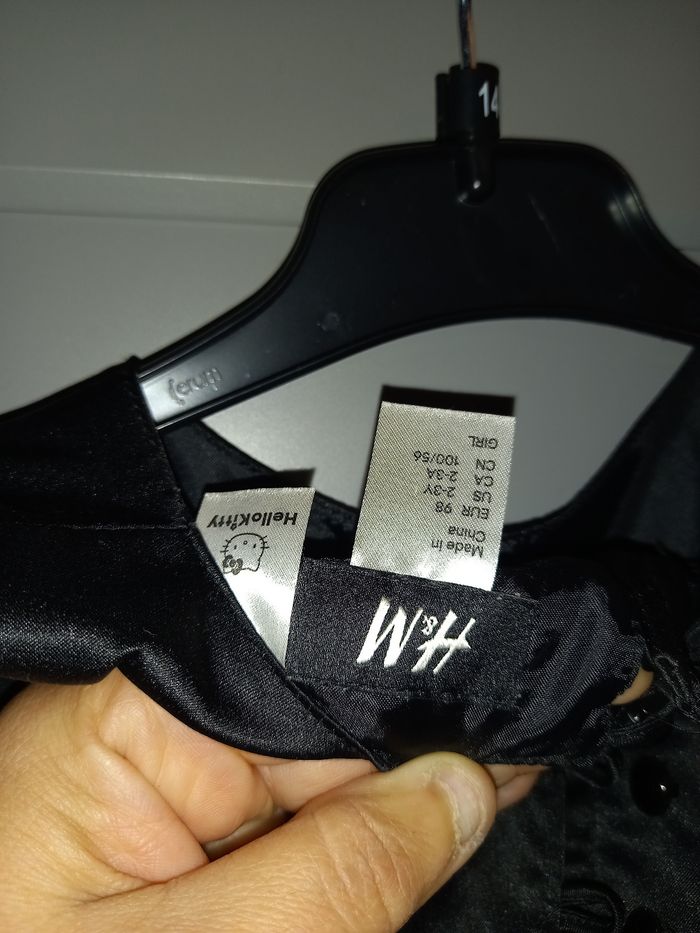 14
Made in
China
EUR 98
US 2-3Y
CA 2-3A
CN 100/56
GIRL
HelloKitty
H&M